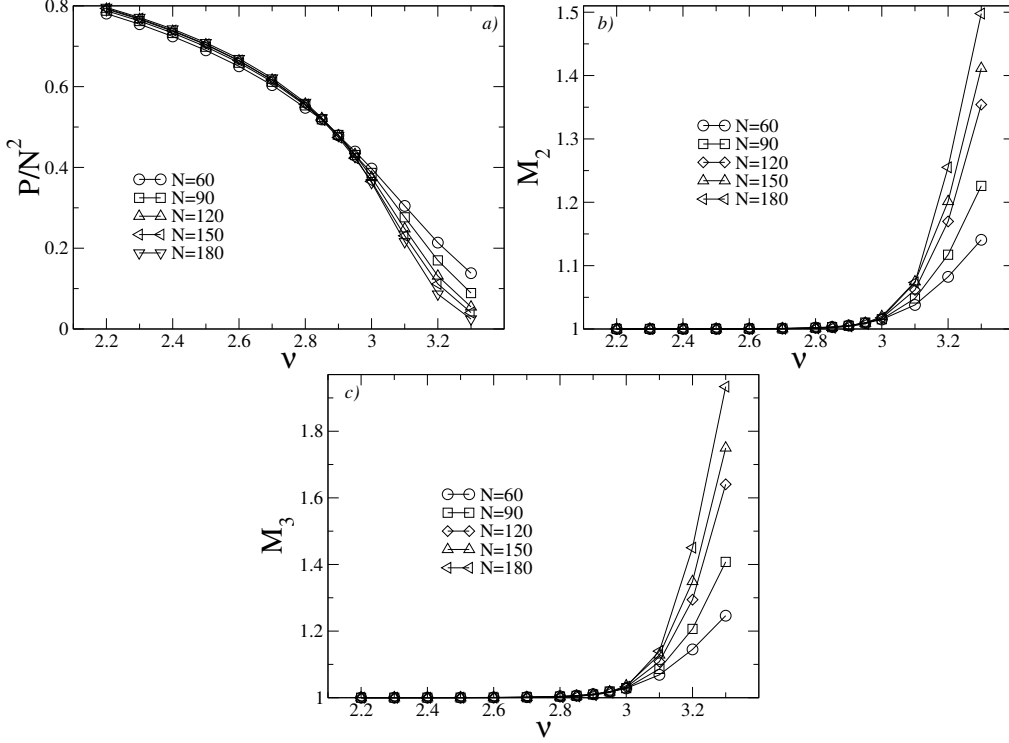 a)
P/N²
0.8
0.6
0.4
0.2
0
N=60
N=90
N=120
N=150
N=180
2.2 2.4 2.6 2.8 3 3.2
ν
b)
M₂
1.5
1.4
1.3
1.2
1.1
1
N=60
N=90
N=120
N=150
N=180
2.2 2.4 2.6 2.8 3 3.2
ν
c)
M₃
1.8
1.6
1.4
1.2
1
N=60
N=90
N=120
N=150
N=180
2.2 2.4 2.6 2.8 3 3.2
ν